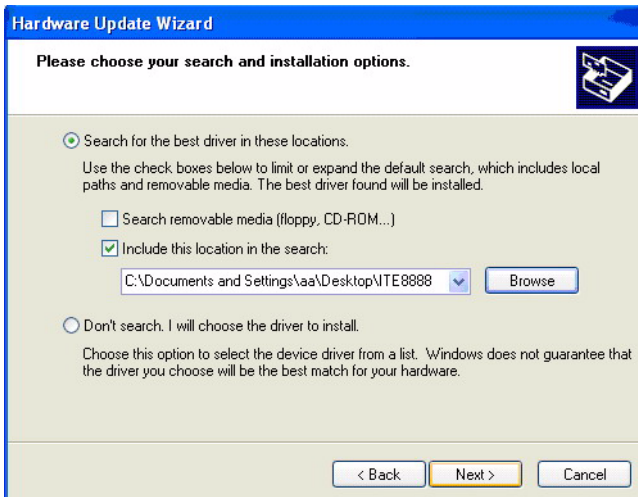 Hardware Update Wizard
Please choose your search and installation options.
Search for the best driver in these locations.
Use the check boxes below to limit or expand the default search, which includes local
paths and removable media. The best driver found will be installed.
Search removable media (floppy, CD-ROM...)
Include this location in the search:
C:\Documents and Settings\aa\Desktop\ITE8888
Browse
Don't search. I will choose the driver to install.
Choose this option to select the device driver from a list. Windows does not guarantee that
the driver you choose will be the best match for your hardware.
< Back Next > Cancel